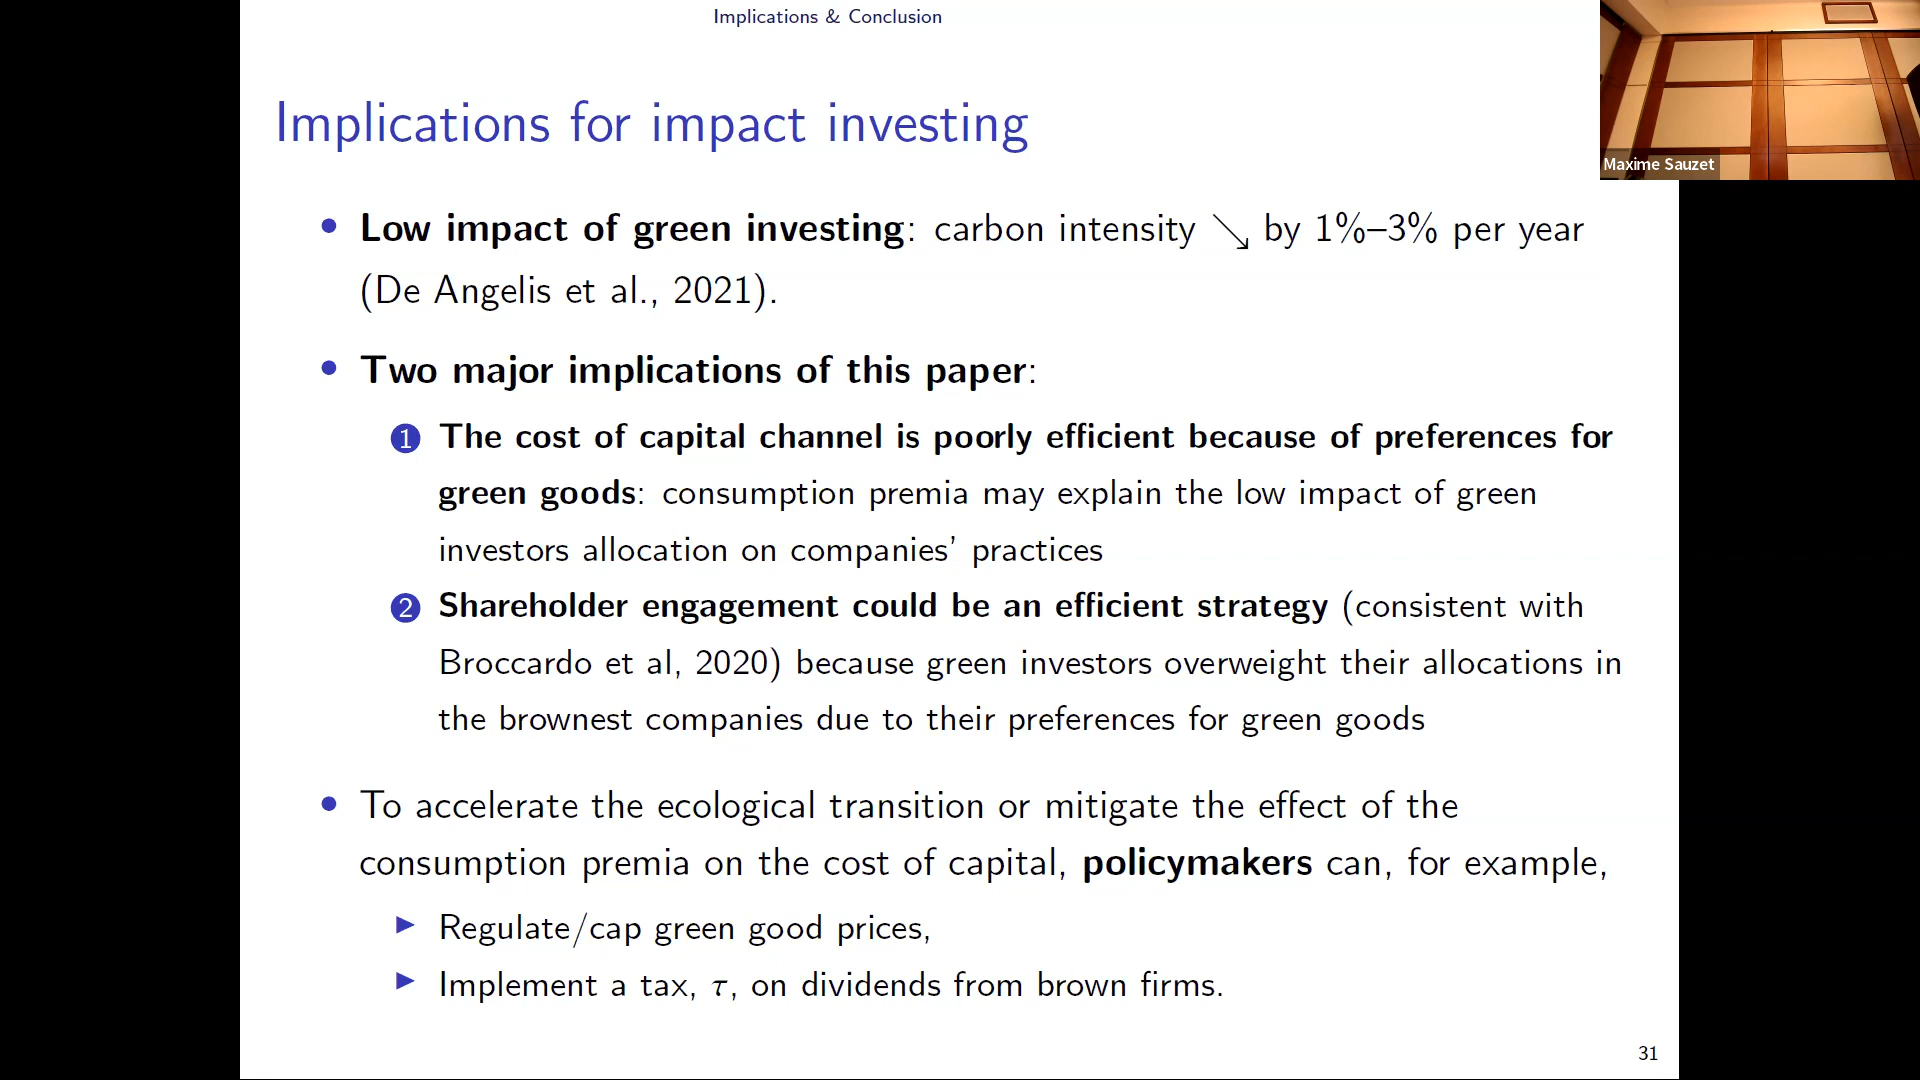 Implications & Conclusion
Maxime Sauzet
Implications for impact investing
• Low impact of green investing: carbon intensity ↘ by 1%–3% per year
(De Angelis et al., 2021).
• Two major implications of this paper:
1 The cost of capital channel is poorly efficient because of preferences for
green goods: consumption premia may explain the low impact of green
investors allocation on companies’ practices
2 Shareholder engagement could be an efficient strategy (consistent with
Broccardo et al, 2020) because green investors overweight their allocations in
the brownest companies due to their preferences for green goods
• To accelerate the ecological transition or mitigate the effect of the
consumption premia on the cost of capital, policymakers can, for example,
▶ Regulate/cap green good prices,
▶ Implement a tax, τ, on dividends from brown firms.
31